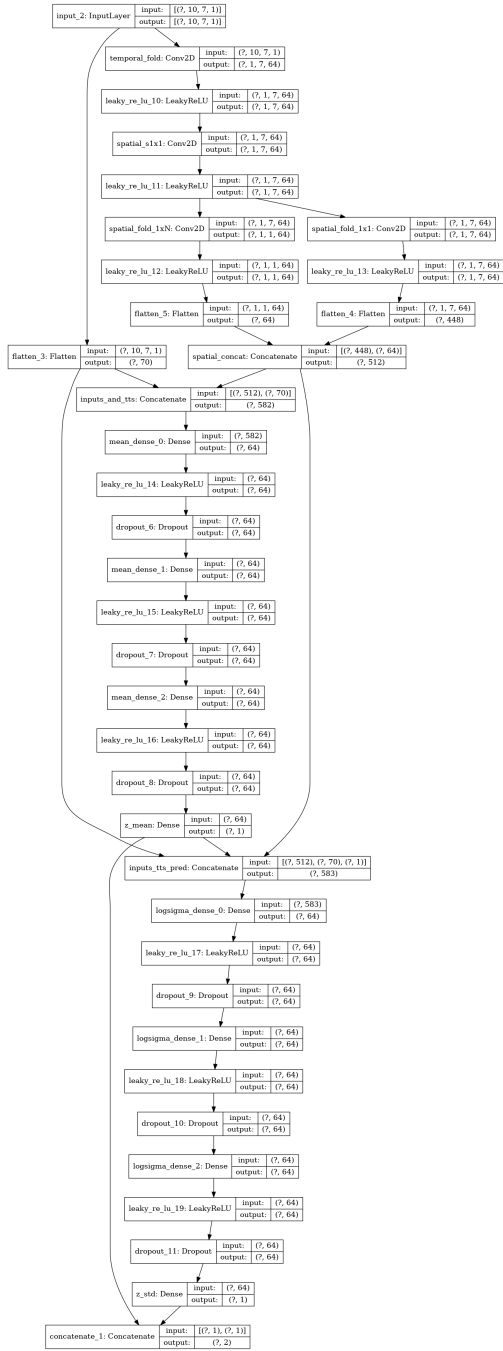 input_2: InputLayer
input: [(?, 10, 7, 1)]
output: [(?, 10, 7, 1)]
temporal_fold: Conv2D
input: (?, 10, 7, 1)
output: (?, 1, 7, 64)
leaky_re_lu_10: LeakyReLU
input: (?, 1, 7, 64)
output: (?, 1, 7, 64)
spatial_s1x1: Conv2D
input: (?, 1, 7, 64)
output: (?, 1, 7, 64)
leaky_re_lu_11: LeakyReLU
input: (?, 1, 7, 64)
output: (?, 1, 7, 64)
spatial_fold_1xN: Conv2D
input: (?, 1, 7, 64)
output: (?, 1, 1, 64)
spatial_fold_1x1: Conv2D
input: (?, 1, 7, 64)
output: (?, 1, 7, 64)
leaky_re_lu_12: LeakyReLU
input: (?, 1, 1, 64)
output: (?, 1, 1, 64)
leaky_re_lu_13: LeakyReLU
input: (?, 1, 7, 64)
output: (?, 1, 7, 64)
flatten_5: Flatten
input: (?, 1, 1, 64)
output: (?, 64)
flatten_4: Flatten
input: (?, 1, 7, 64)
output: (?, 448)
flatten_3: Flatten
input: (?, 10, 7, 1)
output: (?, 70)
spatial_concat: Concatenate
input: [(?, 448), (?, 64)]
output: (?, 512)
inputs_and_tts: Concatenate
input: [(?, 512), (?, 70)]
output: (?, 582)
mean_dense_0: Dense
input: (?, 582)
output: (?, 64)
leaky_re_lu_14: LeakyReLU
input: (?, 64)
output: (?, 64)
dropout_6: Dropout
input: (?, 64)
output: (?, 64)
mean_dense_1: Dense
input: (?, 64)
output: (?, 64)
leaky_re_lu_15: LeakyReLU
input: (?, 64)
output: (?, 64)
dropout_7: Dropout
input: (?, 64)
output: (?, 64)
mean_dense_2: Dense
input: (?, 64)
output: (?, 64)
leaky_re_lu_16: LeakyReLU
input: (?, 64)
output: (?, 64)
dropout_8: Dropout
input: (?, 64)
output: (?, 64)
z_mean: Dense
input: (?, 64)
output: (?, 1)
inputs_tts_pred: Concatenate
input: [(?, 512), (?, 70), (?, 1)]
output: (?, 583)
logsigma_dense_0: Dense
input: (?, 583)
output: (?, 64)
leaky_re_lu_17: LeakyReLU
input: (?, 64)
output: (?, 64)
dropout_9: Dropout
input: (?, 64)
output: (?, 64)
logsigma_dense_1: Dense
input: (?, 64)
output: (?, 64)
leaky_re_lu_18: LeakyReLU
input: (?, 64)
output: (?, 64)
dropout_10: Dropout
input: (?, 64)
output: (?, 64)
logsigma_dense_2: Dense
input: (?, 64)
output: (?, 64)
leaky_re_lu_19: LeakyReLU
input: (?, 64)
output: (?, 64)
dropout_11: Dropout
input: (?, 64)
output: (?, 64)
z_std: Dense
input: (?, 64)
output: (?, 1)
concatenate_1: Concatenate
input: [(?, 1), (?, 1)]
output: (?, 2)